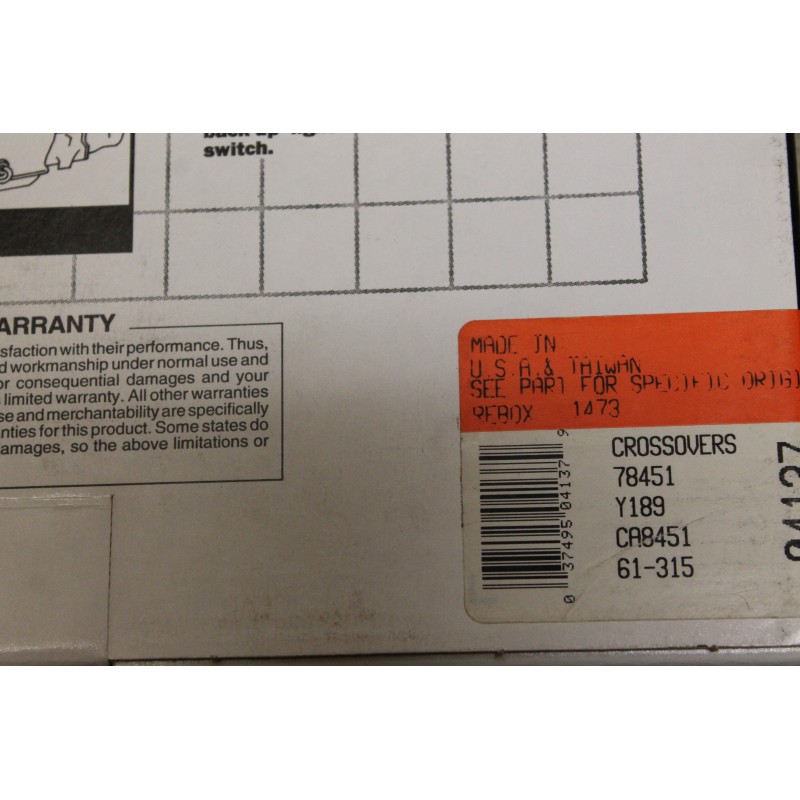 switch.
ARRANTY
sfaction with their performance. Thus,
d workmanship under normal use and
or consequential damages and your
s limited warranty. All other warranties
se and merchantability are specifically
nties for this product. Some states do
amages, so the above limitations or
MADE IN
U.S.A.& TAIWAN
SEE PART FOR SPECIFIC ORIGI
REBOX 1473
CROSSOVERS
78451
Y189
CA8451
61-315
0 37495 04137 9
04137